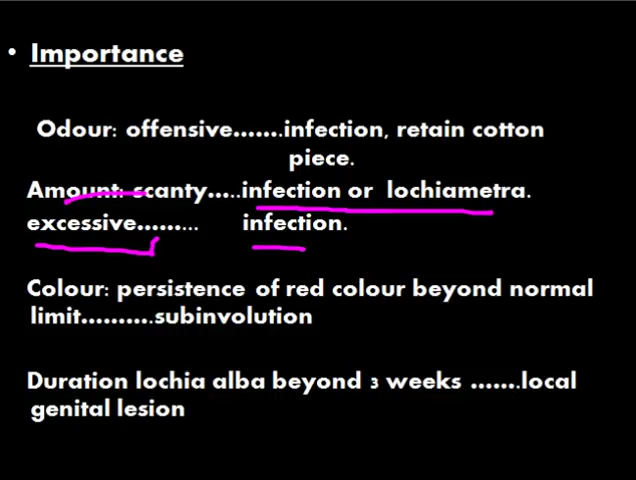 • Importance
Odour: offensive.......infection, retain cotton
piece.
Amount: scanty.....infection or lochiametra.
excessive......... infection.
Colour: persistence of red colour beyond normal
limit..........subinvolution
Duration lochia alba beyond 3 weeks .......local
genital lesion